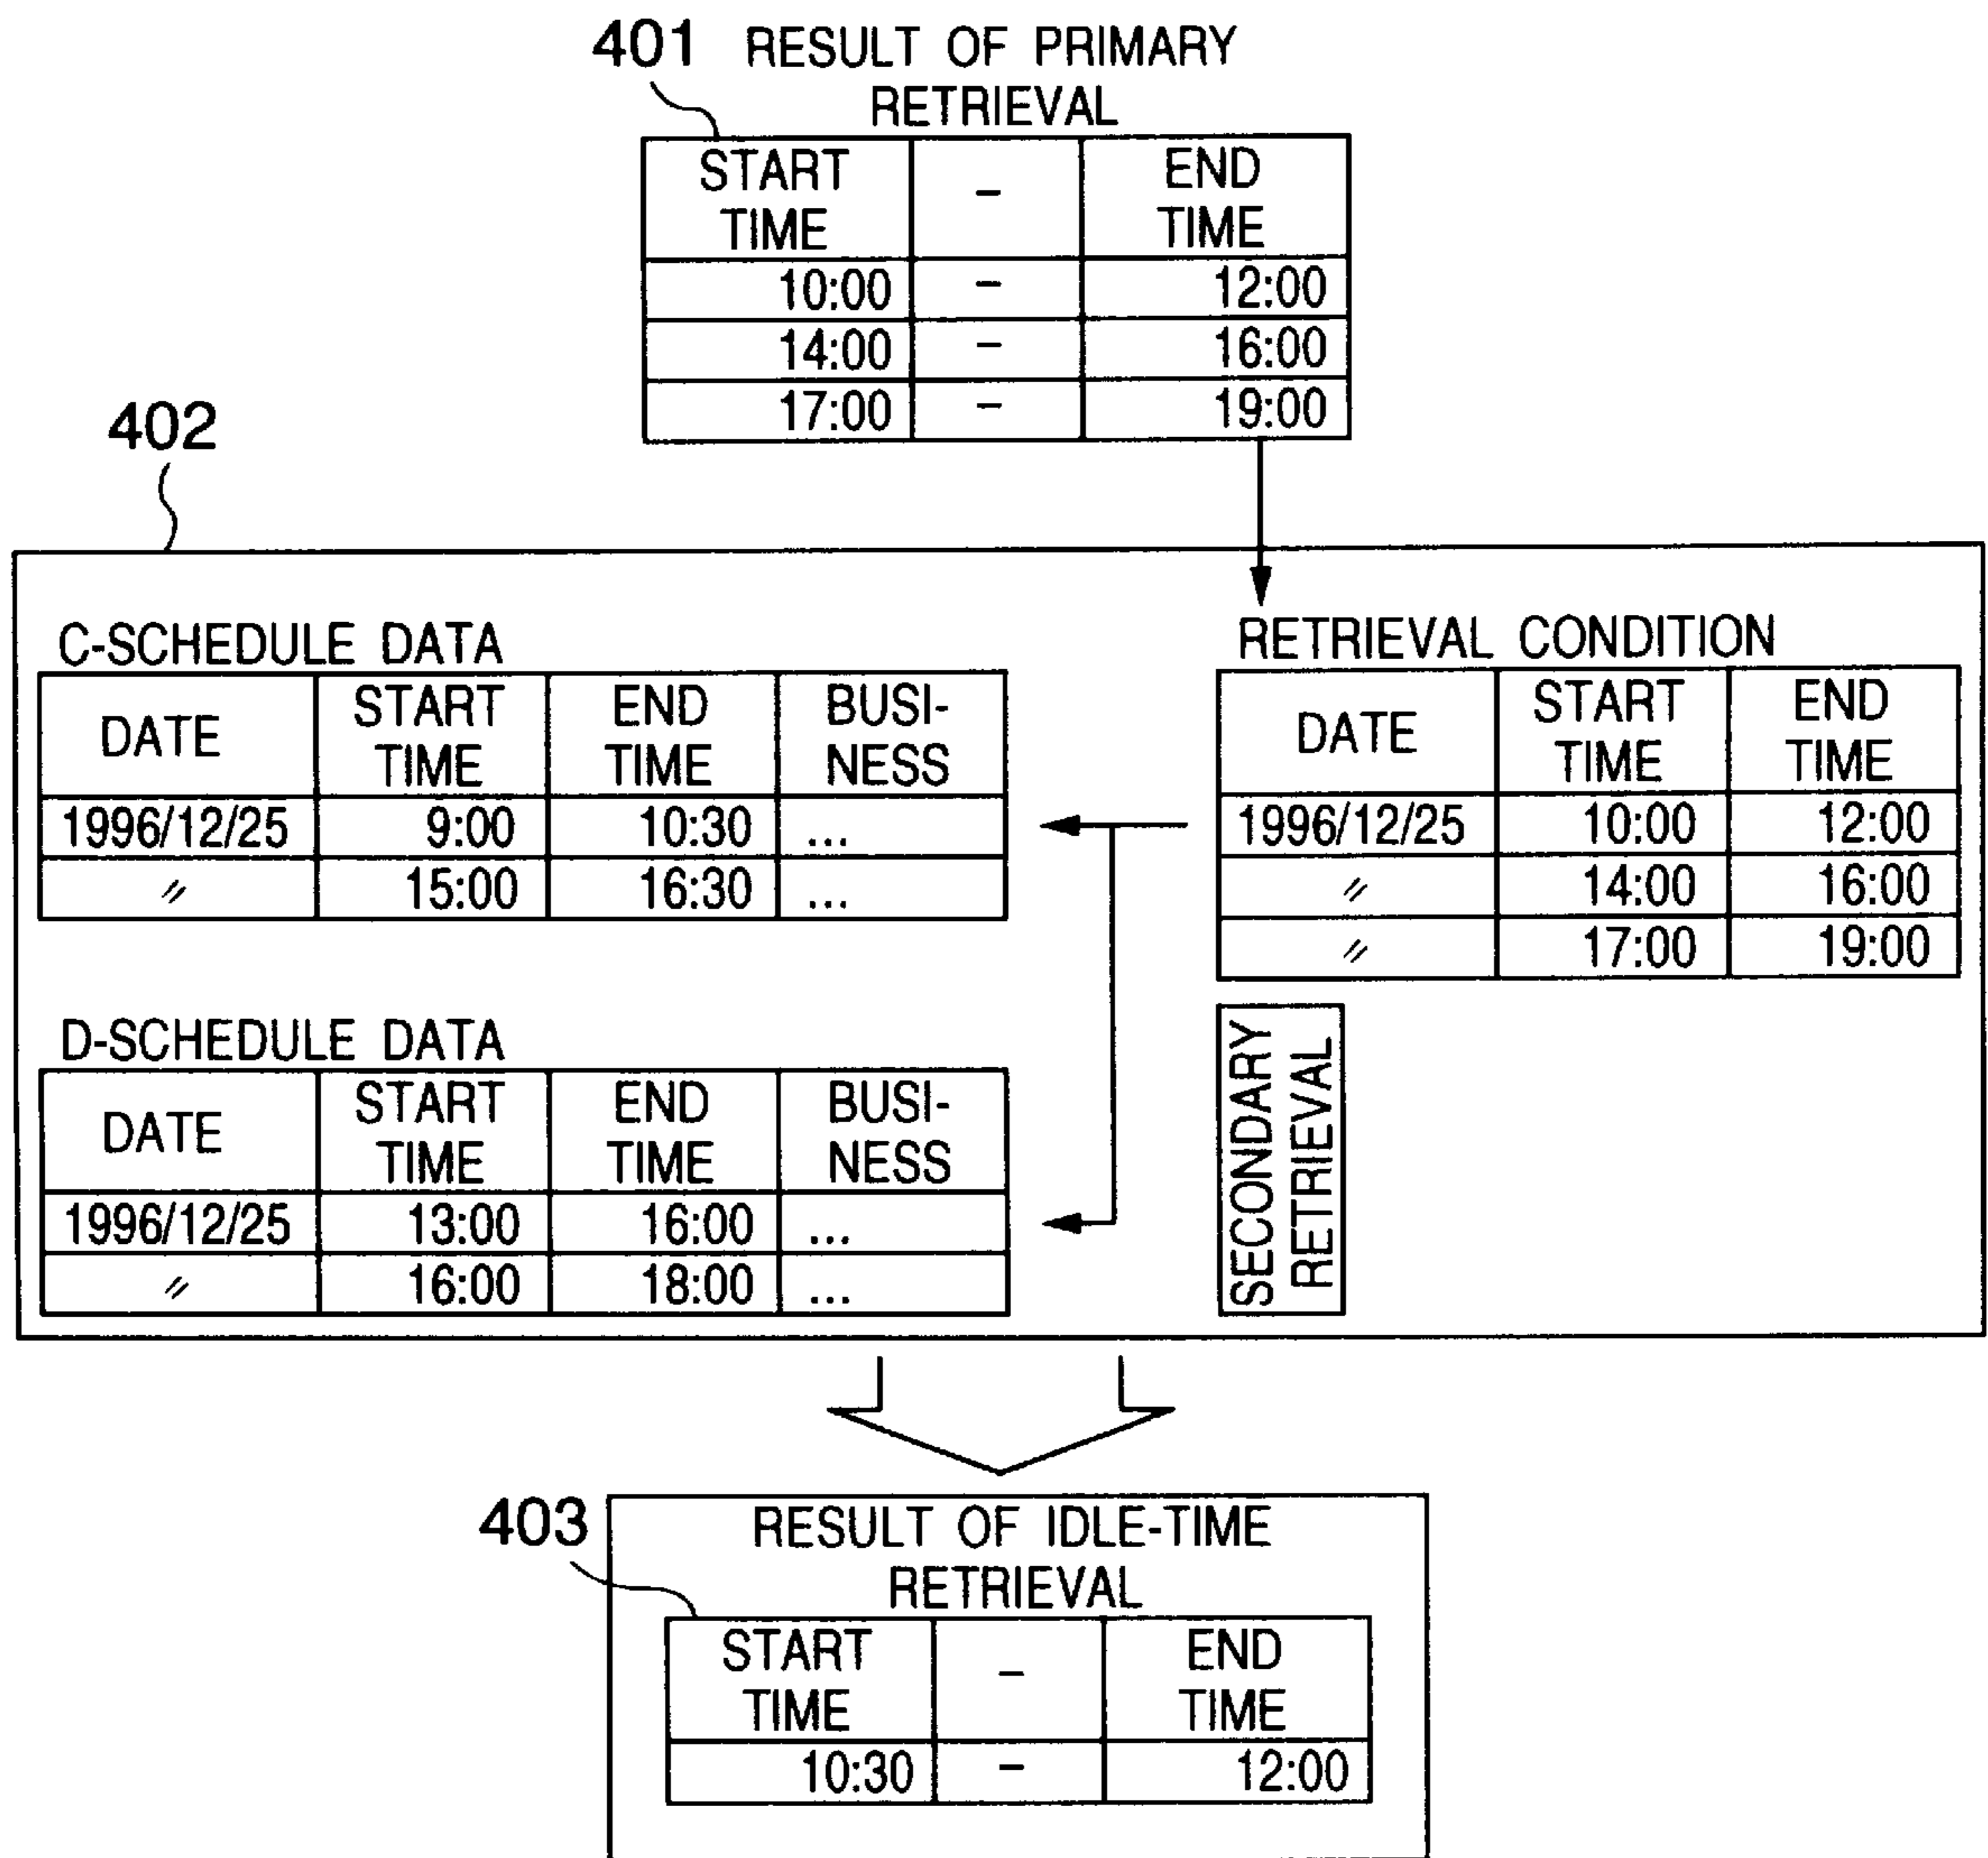 401 RESULT OF PRIMARY
RETRIEVAL
START TIME - END TIME
10:00 - 12:00
14:00 - 16:00
17:00 - 19:00
402
C-SCHEDULE DATA
DATE START TIME END TIME BUSI-NESS
1996/12/25 9:00 10:30 ...
〃 15:00 16:30 ...
RETRIEVAL CONDITION
DATE START TIME END TIME
1996/12/25 10:00 12:00
〃 14:00 16:00
〃 17:00 19:00
D-SCHEDULE DATA
DATE START TIME END TIME BUSI-NESS
1996/12/25 13:00 16:00 ...
〃 16:00 18:00 ...
SECONDARY
RETRIEVAL
403
RESULT OF IDLE-TIME
RETRIEVAL
START TIME - END TIME
10:30 - 12:00